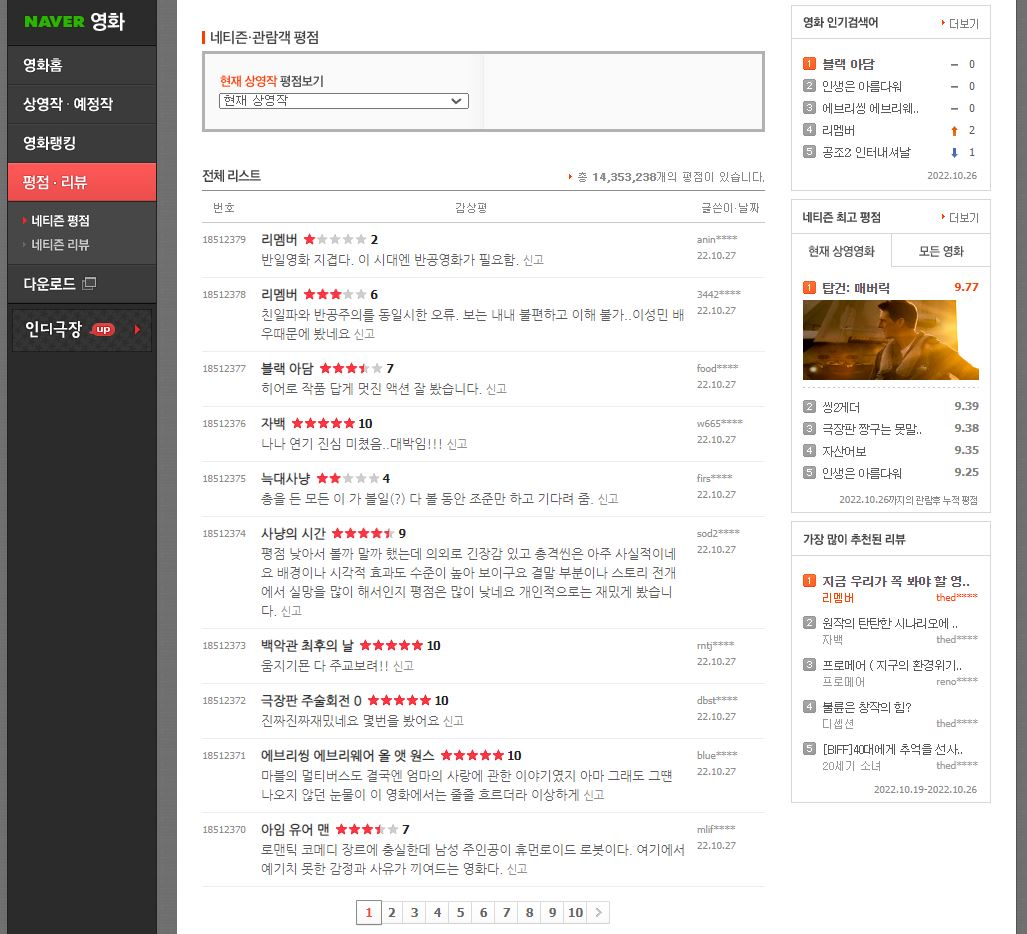 NAVER 영화
영화홈
상영작 · 예정작
영화랭킹
평점 · 리뷰
네티즌 평점
네티즌 리뷰
다운로드
인디극장 up
네티즌·관람객 평점
현재 상영작 평점보기
현재 상영작
전체 리스트
총 14,353,238개의 평점이 있습니다.
번호 감상평 글쓴이·날짜
18512379 리멤버 2 anin****
반일영화 지겹다. 이 시대엔 반공영화가 필요함. 신고 22.10.27
18512378 리멤버 6 3442****
친일파와 반공주의를 동일시한 오류. 보는 내내 불편하고 이해 불가..이성민 배 22.10.27
우때문에 봤네요 신고
18512377 블랙 아담 7 food****
히어로 작품 답게 멋진 액션 잘 봤습니다. 신고 22.10.27
18512376 자백 10 w665****
나나 연기 진심 미쳤음..대박임!!! 신고 22.10.27
18512375 늑대사냥 4 firs****
총을 든 모든 이 가 볼일(?) 다 볼 동안 조준만 하고 기다려 줌. 신고 22.10.27
18512374 사냥의 시간 9 sod2****
평점 낮아서 볼까 말까 했는데 의외로 긴장감 있고 총격씬은 아주 사실적이네 22.10.27
요 배경이나 시각적 효과도 수준이 높아 보이구요 결말 부분이나 스토리 전개
에서 실망을 많이 해서인지 평점은 많이 낮네요 개인적으로는 재밌게 봤습니
다. 신고
18512373 백악관 최후의 날 10 rntj****
움지기몬 다 주교보려!! 신고 22.10.27
18512372 극장판 주술회전 0 10 dbst****
진짜진짜재밌네요 몇번을 봤어요 신고 22.10.27
18512371 에브리씽 에브리웨어 올 앳 원스 10 blue****
마블의 멀티버스도 결국엔 엄마의 사랑에 관한 이야기였지 아마 그래도 그땐 22.10.27
나오지 않던 눈물이 이 영화에서는 줄줄 흐르더라 이상하게 신고
18512370 아임 유어 맨 7 mlif****
로맨틱 코메디 장르에 충실한데 남성 주인공이 휴먼로이드 로봇이다. 여기에서 22.10.27
예기치 못한 감정과 사유가 끼여드는 영화다. 신고
1 2 3 4 5 6 7 8 9 10
영화 인기검색어 더보기
1 블랙 아담 0
2 인생은 아름다워 0
3 에브리씽 에브리웨.. 0
4 리멤버 2
5 공조2 인터내셔날 1
2022.10.26
네티즌 최고 평점 더보기
현재 상영영화 모든 영화
1 탑건: 매버릭 9.77
2 씽2게더 9.39
3 극장판 짱구는 못말.. 9.38
4 자산어보 9.35
5 인생은 아름다워 9.25
2022.10.26까지의 관람후 누적 평점
가장 많이 추천된 리뷰
1 지금 우리가 꼭 봐야 할 영..
리멤버 thed****
2 원작의 탄탄한 시나리오에 ..
자백 thed****
3 프로메어 ( 지구의 환경위기..
프로메어 reno****
4 불륜은 창작의 힘?
디셉션 thed****
5 [BIFF]40대에게 추억을 선사..
20세기 소녀 thed****
2022.10.19-2022.10.26